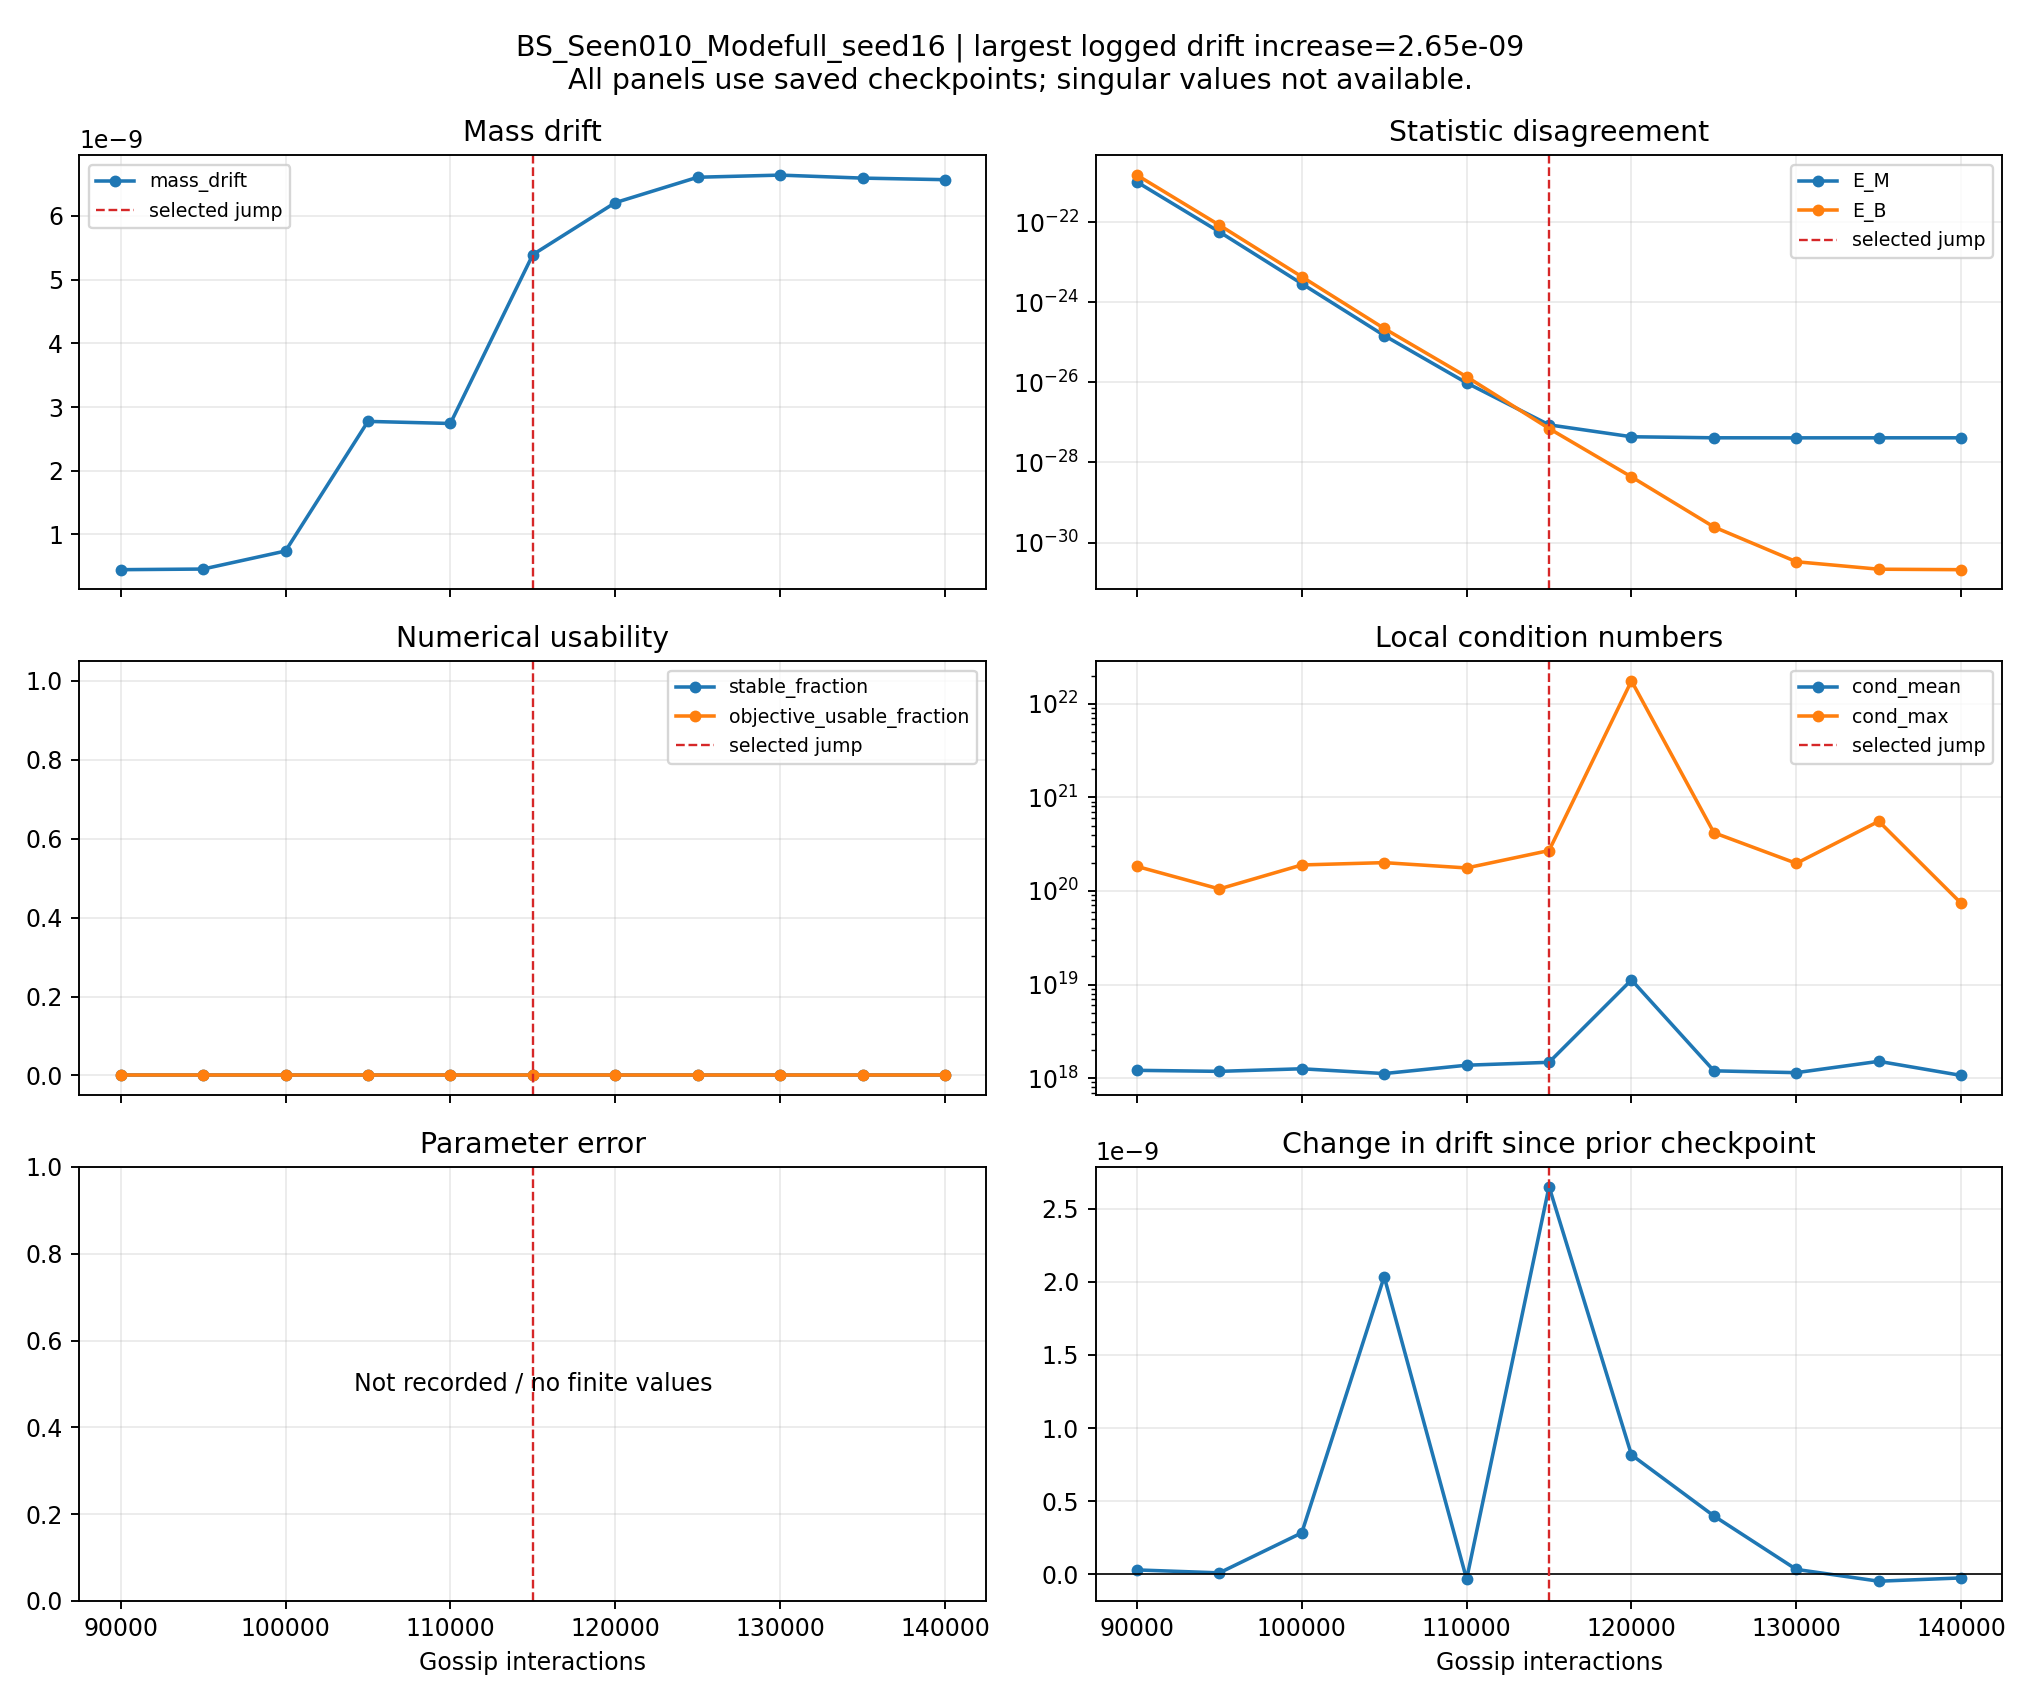 BS_Seen010_Modefull_seed16 | largest logged drift increase=2.65e-09
All panels use saved checkpoints; singular values not available.
Mass drift
1e−9
mass_drift
selected jump
6
5
4
3
2
1
Statistic disagreement
E_M
E_B
selected jump
10^−22
10^−24
10^−26
10^−28
10^−30
Numerical usability
stable_fraction
objective_usable_fraction
selected jump
1.0
0.8
0.6
0.4
0.2
0.0
Local condition numbers
cond_mean
cond_max
selected jump
10^22
10^21
10^20
10^19
10^18
Parameter error
1.0
0.8
0.6
0.4
0.2
0.0
Not recorded / no finite values
90000 100000 110000 120000 130000 140000
Gossip interactions
Change in drift since prior checkpoint
1e−9
2.5
2.0
1.5
1.0
0.5
0.0
90000 100000 110000 120000 130000 140000
Gossip interactions